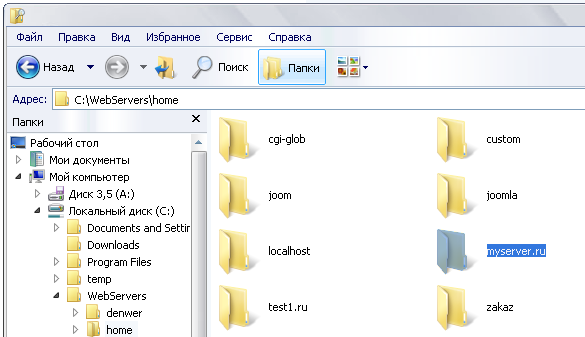 Файл Правка Вид Избранное Сервис Справка
Назад Поиск Папки
Адрес: C:\WebServers\home
Папки
Рабочий стол
Мои документы
Мой компьютер
Диск 3,5 (A:)
Локальный диск (C:)
Documents and Settin
Downloads
Program Files
temp
WebServers
denwer
home
cgi-glob custom
joom joomla
localhost myserver.ru
test1.ru zakaz